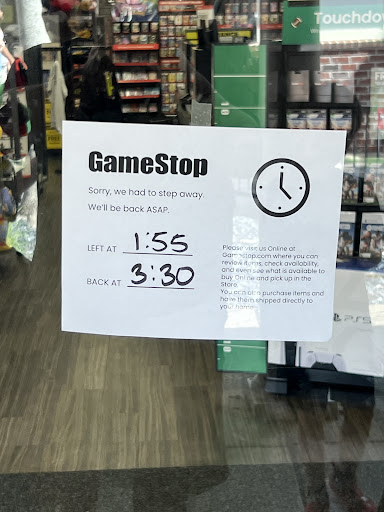 Touchdo
GameStop
Sorry, we had to step away.
We'll be back ASAP.
LEFT AT 1:55
BACK AT 3:30
Please visit us Online at
Gamestop.com where you can
review items, check availability,
and even see what is available to
buy Online and pick up in the
Store.
You can also purchase items and
have them shipped directly to
your home.
PS5